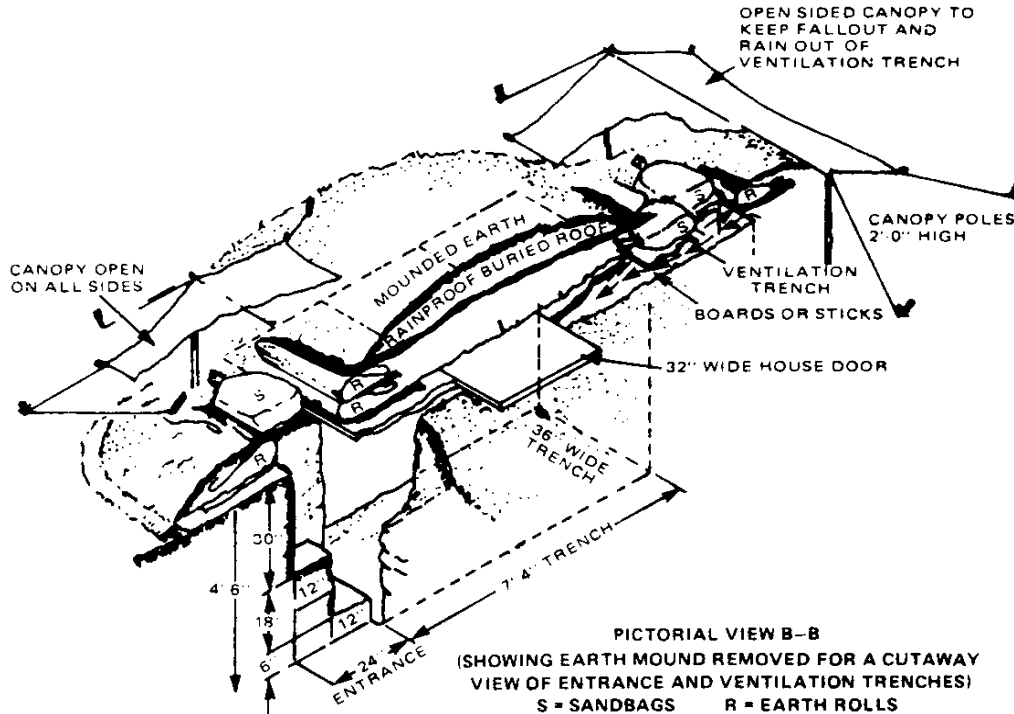 OPEN SIDED CANOPY TO
KEEP FALLOUT AND
RAIN OUT OF
VENTILATION TRENCH
CANOPY POLES
2'-0" HIGH
CANOPY OPEN
ON ALL SIDES
MOUNDED EARTH
RAINPROOF BURIED ROOF
S
R
S
VENTILATION
TRENCH
BOARDS OR STICKS
32" WIDE HOUSE DOOR
R
R
S
R
36" WIDE
TRENCH
30"
4' 6"
12"
18"
12"
6"
24"
ENTRANCE
7' 4" TRENCH
PICTORIAL VIEW B–B
(SHOWING EARTH MOUND REMOVED FOR A CUTAWAY
VIEW OF ENTRANCE AND VENTILATION TRENCHES)
S = SANDBAGS R = EARTH ROLLS